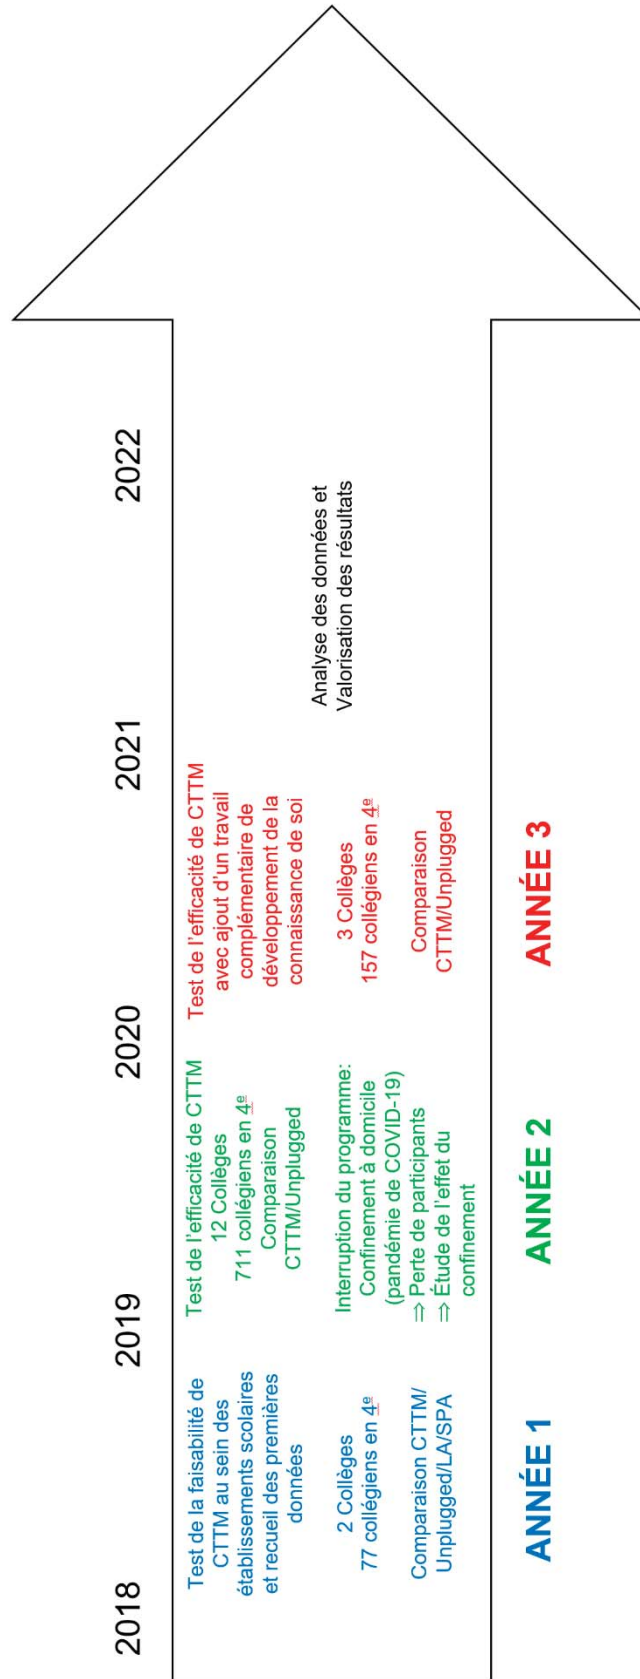 2018
2019
2020
2021
2022
Test de la faisabilité de
CTTM au sein des
établissements scolaires
et recueil des premières
données
2 Collèges
77 collégiens en 4e
Comparaison CTTM/
Unplugged/LA/SPA
Test de l'efficacité de CTTM
12 Collèges
711 collégiens en 4e
Comparaison
CTTM/Unplugged
Interruption du programme:
Confinement à domicile
(pandémie de COVID-19)
⇒ Perte de participants
⇒ Étude de l'effet du
confinement
Test de l'efficacité de CTTM
avec ajout d'un travail
complémentaire de
développement de la
connaissance de soi
3 Collèges
157 collégiens en 4e
Comparaison
CTTM/Unplugged
Analyse des données et
Valorisation des résultats
ANNÉE 1
ANNÉE 2
ANNÉE 3